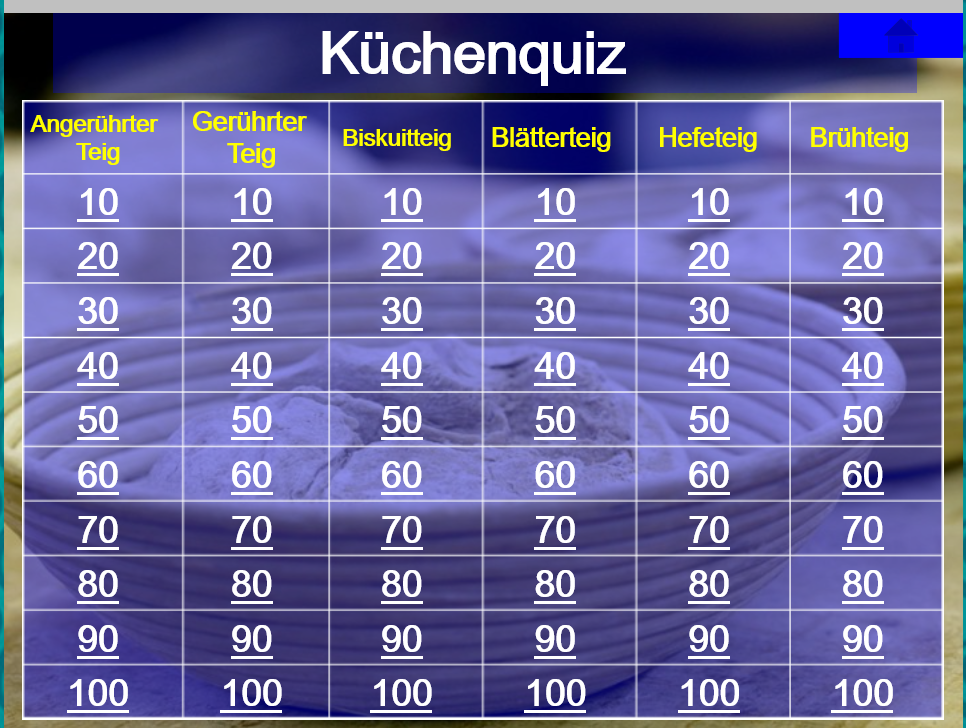 Küchenquiz
Angerührter Gerührter Biskuitteig Blätterteig Hefeteig Brühteig
Teig Teig
10 10 10 10 10 10
20 20 20 20 20 20
30 30 30 30 30 30
40 40 40 40 40 40
50 50 50 50 50 50
60 60 60 60 60 60
70 70 70 70 70 70
80 80 80 80 80 80
90 90 90 90 90 90
100 100 100 100 100 100